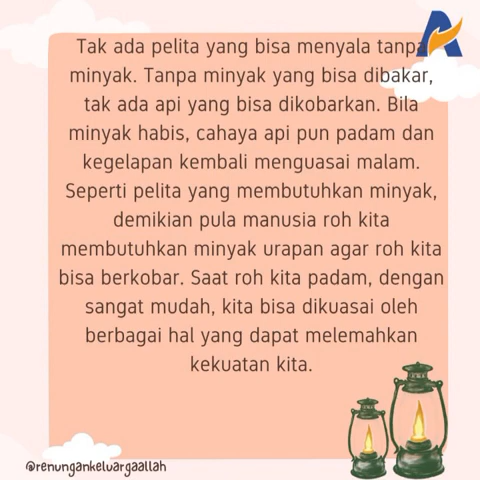 Tak ada pelita yang bisa menyala tanpa
minyak. Tanpa minyak yang bisa dibakar,
tak ada api yang bisa dikobarkan. Bila
minyak habis, cahaya api pun padam dan
kegelapan kembali menguasai malam.
Seperti pelita yang membutuhkan minyak,
demikian pula manusia roh kita
membutuhkan minyak urapan agar roh kita
bisa berkobar. Saat roh kita padam, dengan
sangat mudah, kita bisa dikuasai oleh
berbagai hal yang dapat melemahkan
kekuatan kita.
@renungankeluargaallah